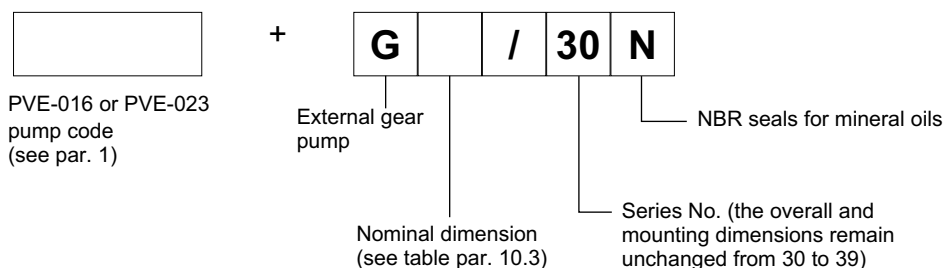 +
G / 30 N
PVE-016 or PVE-023
pump code
(see par. 1)
External gear
pump
NBR seals for mineral oils
Nominal dimension
(see table par. 10.3)
Series No. (the overall and
mounting dimensions remain
unchanged from 30 to 39)